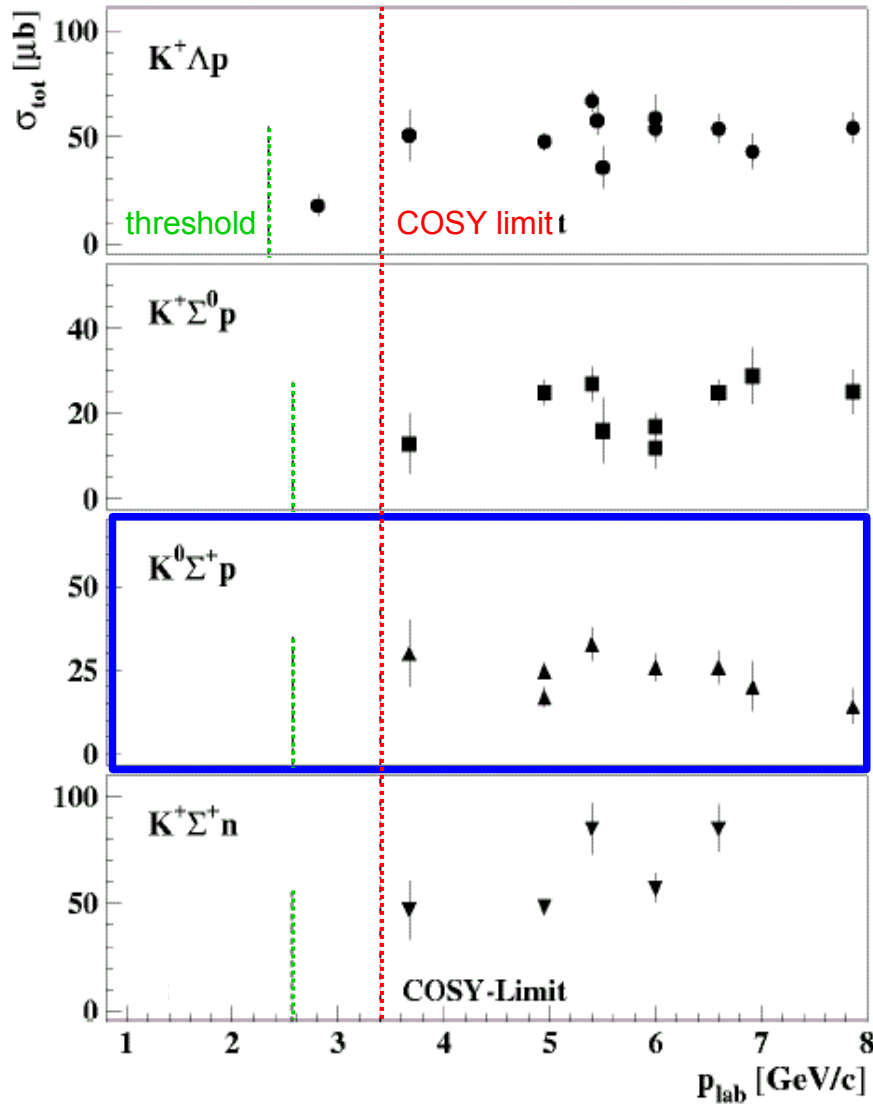 σtot [μb]
100
K⁺Λp
50
threshold
COSY limit t
0
K⁺Σ⁰p
40
20
0
K⁰Σ⁺p
50
25
0
K⁺Σ⁺n
100
50
COSY-Limit
0
1 2 3 4 5 6 7 8
plab [GeV/c]